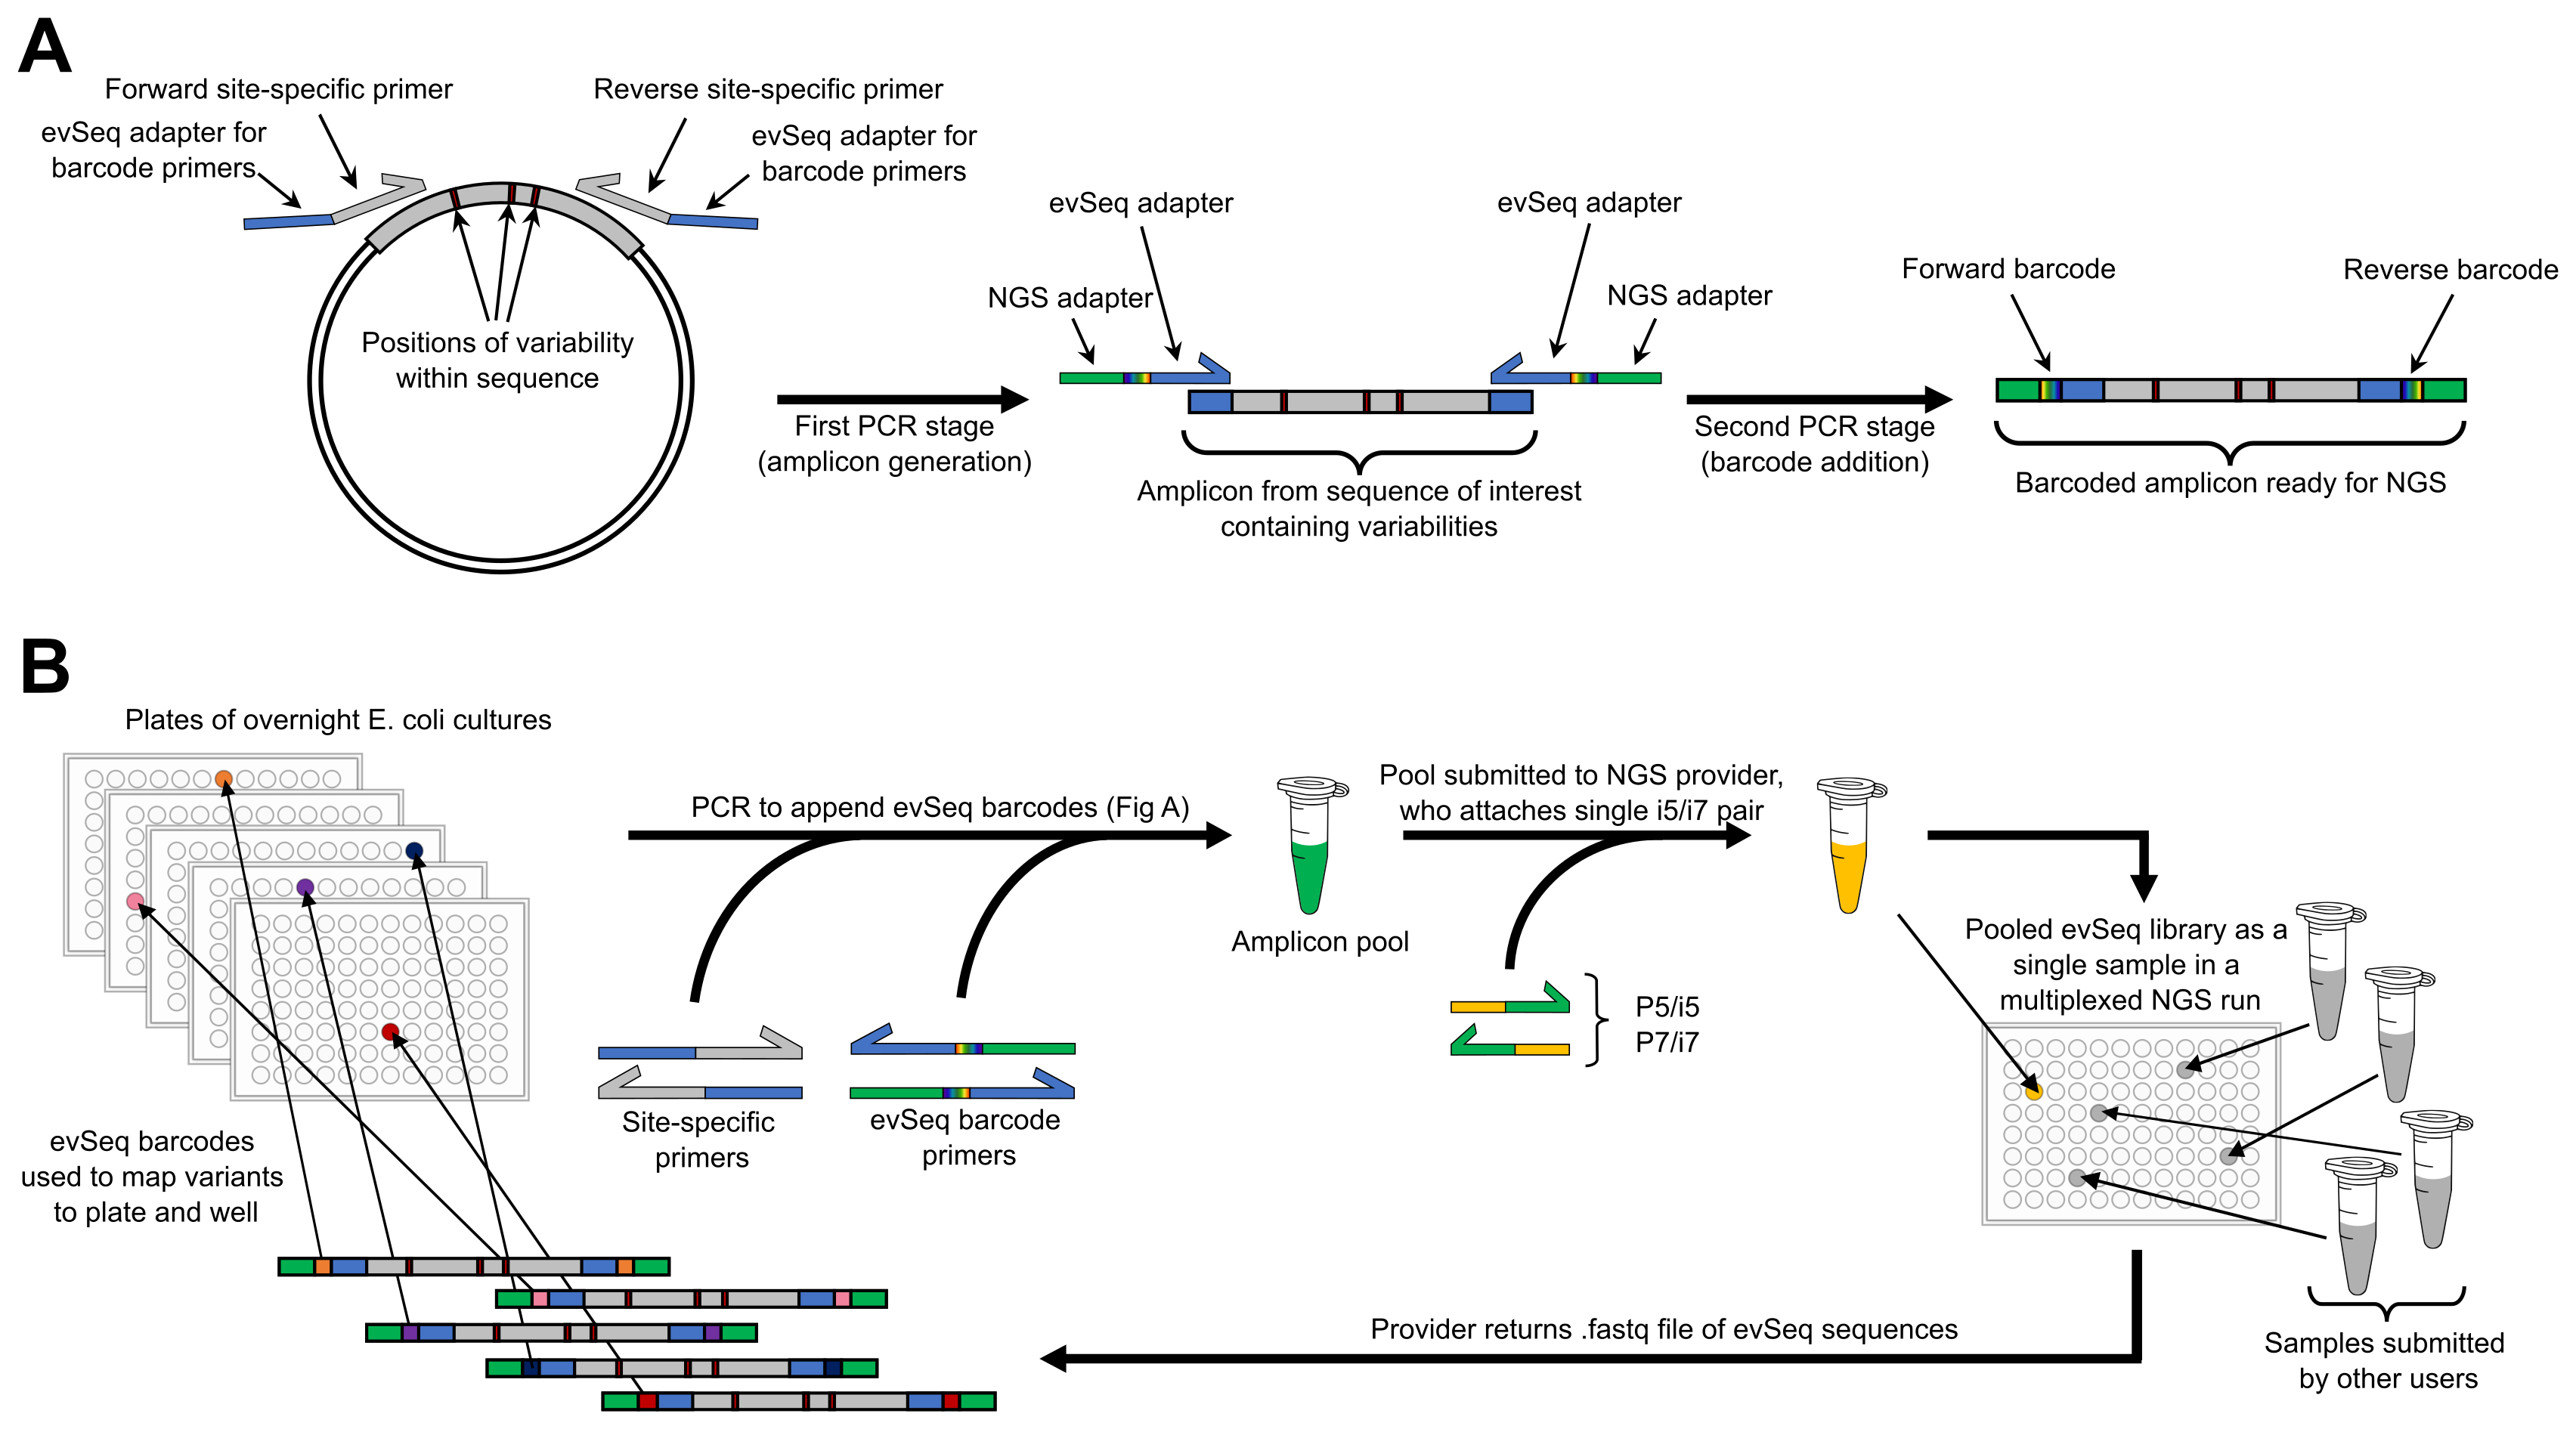 A
Forward site-specific primer
Reverse site-specific primer
evSeq adapter for
barcode primers
evSeq adapter for
barcode primers
Positions of variability
within sequence
First PCR stage
(amplicon generation)
evSeq adapter
evSeq adapter
NGS adapter
NGS adapter
Amplicon from sequence of interest
containing variabilities
Second PCR stage
(barcode addition)
Forward barcode
Reverse barcode
Barcoded amplicon ready for NGS
B
Plates of overnight E. coli cultures
PCR to append evSeq barcodes (Fig A)
Site-specific
primers
evSeq barcode
primers
Amplicon pool
Pool submitted to NGS provider,
who attaches single i5/i7 pair
P5/i5
P7/i7
Pooled evSeq library as a
single sample in a
multiplexed NGS run
Samples submitted
by other users
Provider returns .fastq file of evSeq sequences
evSeq barcodes
used to map variants
to plate and well